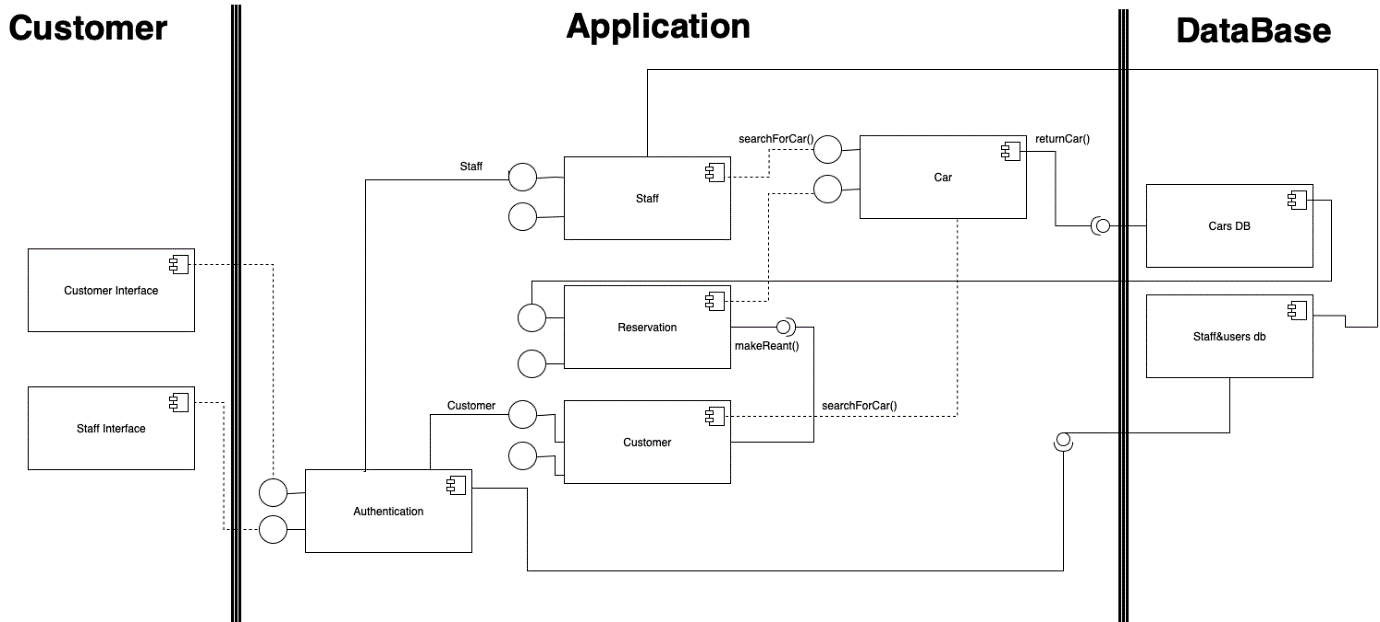 Customer
Application
DataBase
searchForCar()
returnCar()
Staff
Car
Staff
Cars DB
Customer Interface
Reservation
Staff&users db
makeReant()
Customer
searchForCar()
Staff Interface
Customer
Authentication